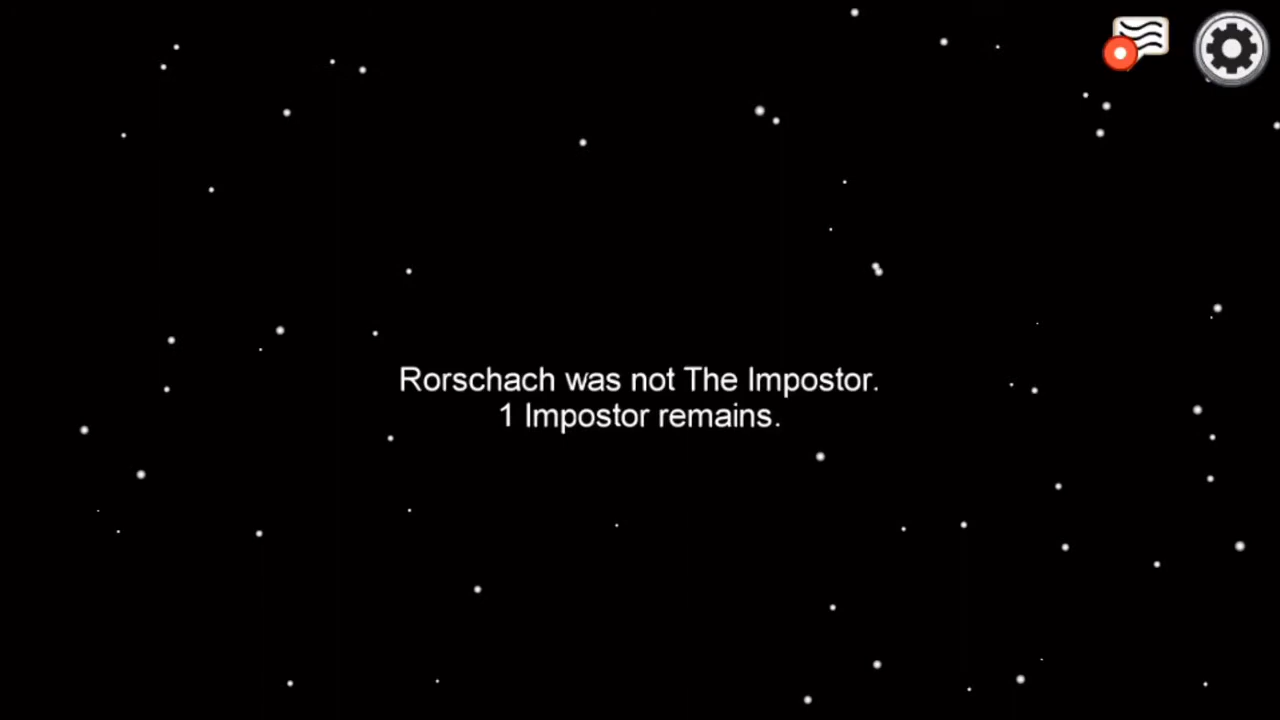 Rorschach was not The Impostor.
1 Impostor remains.